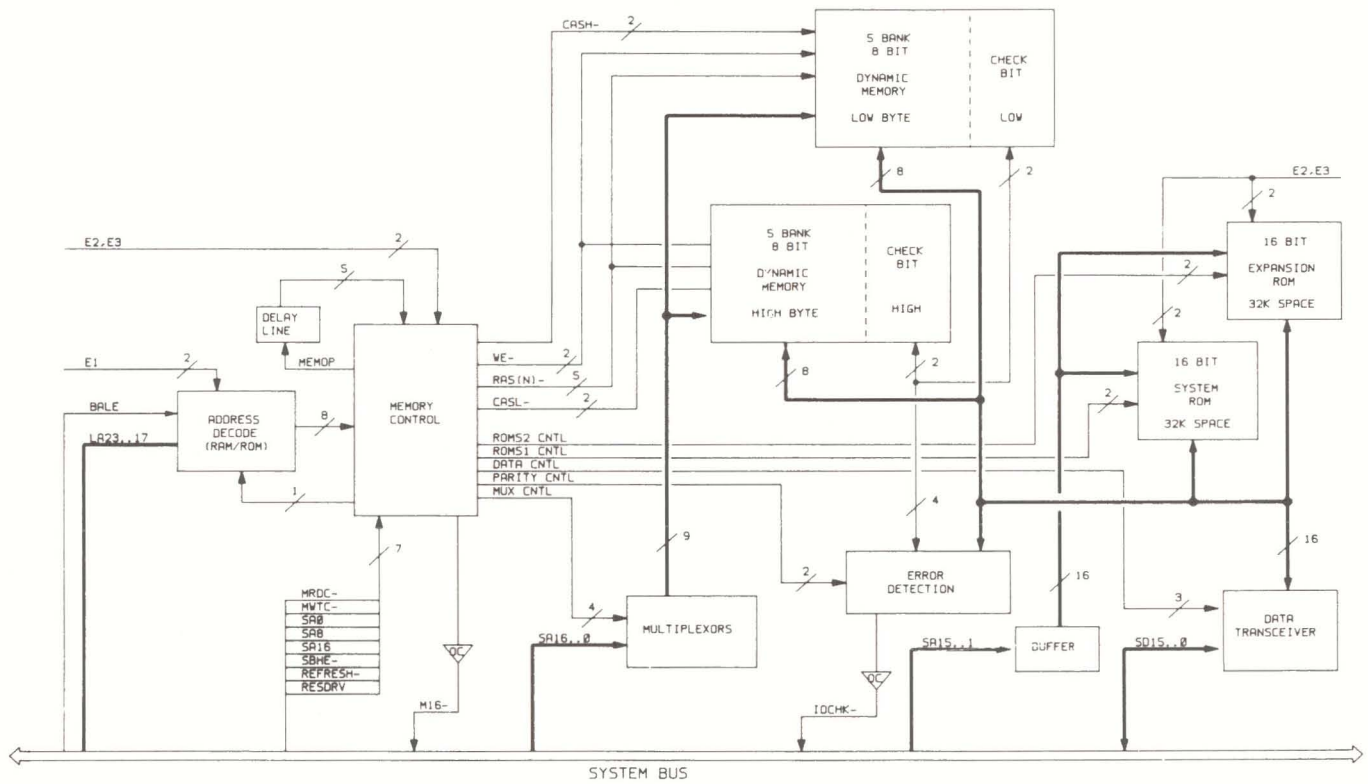 CASH-
2
5 BANK
8 BIT
DYNAMIC
MEMORY
LOW BYTE
CHECK
BIT
LOW
8
2
E2,E3
2
5 BANK
8 BIT
DYNAMIC
MEMORY
HIGH BYTE
CHECK
BIT
HIGH
8
2
16 BIT
EXPANSION
ROM
32K SPACE
2
2
16 BIT
SYSTEM
ROM
32K SPACE
2
E2,E3
2
5
DELAY
LINE
MEMOP
E1
2
BALE
LA23..17
ADDRESS
DECODE
(RAM/ROM)
8
1
MEMORY
CONTROL
WE-
2
RAS(N)-
5
CASL-
2
ROMS2 CNTL
ROMS1 CNTL
DATA CNTL
PARITY CNTL
MUX CNTL
7
MRDC-
MWTC-
SA0
SA8
SA16
SBHE-
REFRESH-
RESDRV
OC
M16-
9
4
MULTIPLEXORS
SA16..0
4
2
ERROR
DETECTION
OC
IOCHK-
16
BUFFER
SA15..1
16
3
DATA
TRANSCEIVER
SD15..0
SYSTEM BUS